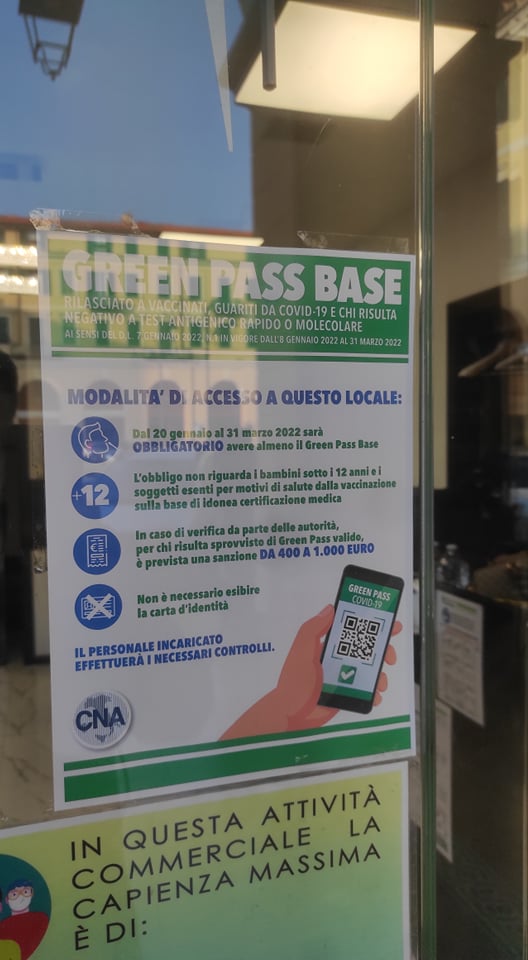 GREEN PASS BASE
RILASCIATO A VACCINATI, GUARITI DA COVID-19 E CHI RISULTA
NEGATIVO A TEST ANTIGENICO RAPIDO O MOLECOLARE
AI SENSI DEL D.L. 7 GENNAIO 2022, N.1 IN VIGORE DALL'8 GENNAIO 2022 AL 31 MARZO 2022
MODALITA' DI ACCESSO A QUESTO LOCALE:
Dal 20 gennaio al 31 marzo 2022 sarà
OBBLIGATORIO avere almeno il Green Pass Base
+12
L'obbligo non riguarda i bambini sotto i 12 anni e i
soggetti esenti per motivi di salute dalla vaccinazione
sulla base di idonea certificazione medica
In caso di verifica da parte delle autorità,
per chi risulta sprovvisto di Green Pass valido,
è prevista una sanzione DA 400 A 1.000 EURO
Non è necessario esibire
la carta d'identità
GREEN PASS
COVID-19
IL PERSONALE INCARICATO
EFFETTUERÀ I NECESSARI CONTROLLI.
CNA
IN QUESTA ATTIVITÀ
COMMERCIALE LA
CAPIENZA MASSIMA
È DI: